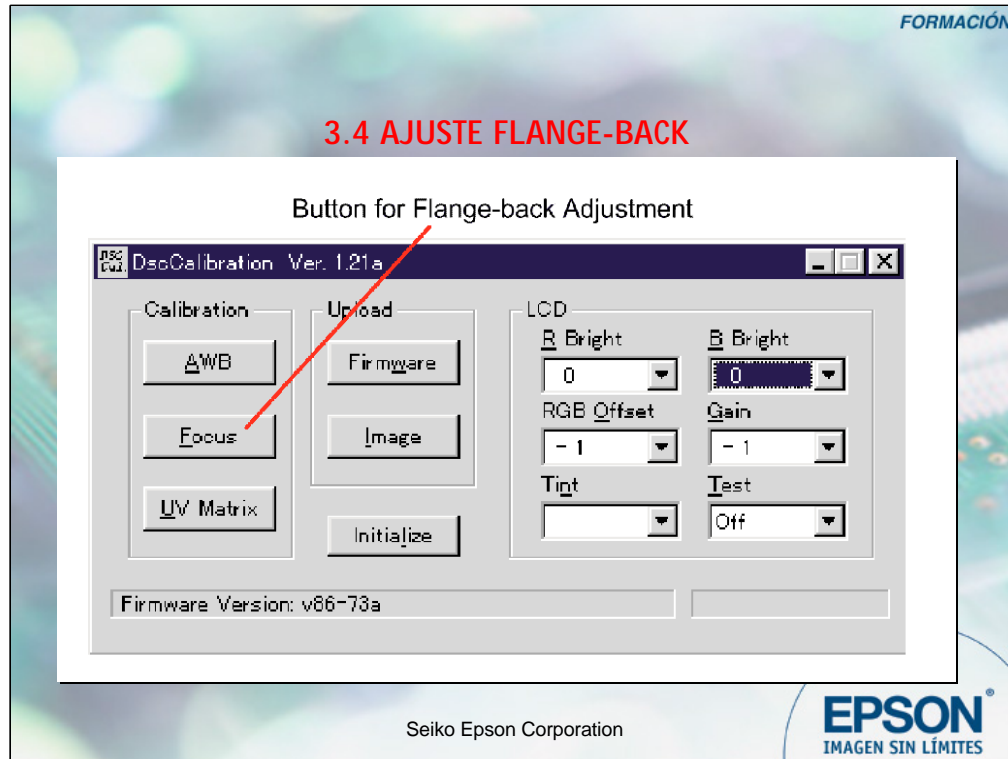 FORMACIÓN
3.4 AJUSTE FLANGE-BACK
Button for Flange-back Adjustment
DscCalibration Ver. 1.21a
Calibration
AWB
Focus
UV Matrix
Upload
Firmware
Image
Initialize
LCD
R Bright
B Bright
0
0
RGB Offset
Gain
- 1
- 1
Tint
Test
Off
Firmware Version: v86-73a
Seiko Epson Corporation
EPSON®
IMAGEN SIN LÍMITES